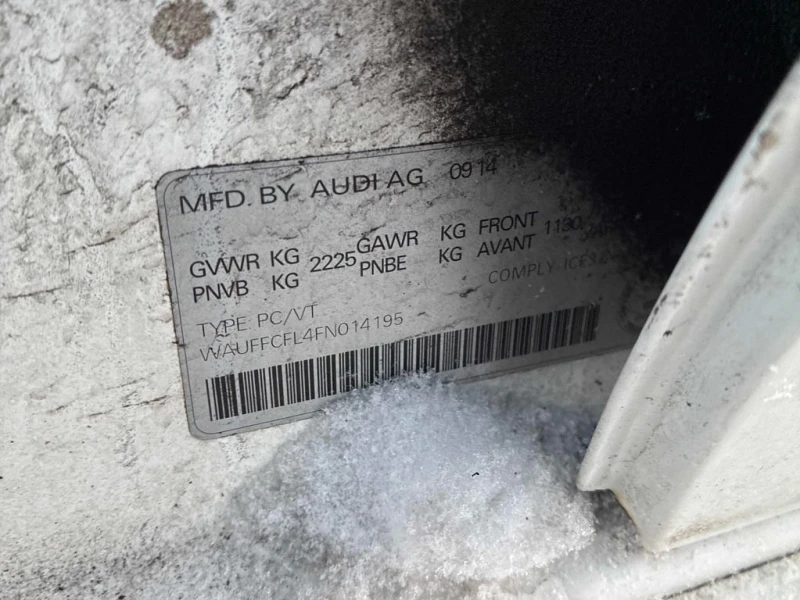 MFD. BY AUDI AG 09 14
GVWR KG 2225 GAWR KG FRONT
PNVB KG PNBE KG AVANT
TYPE: PC/VT COMPLY
WAUFFCFL4FN014195